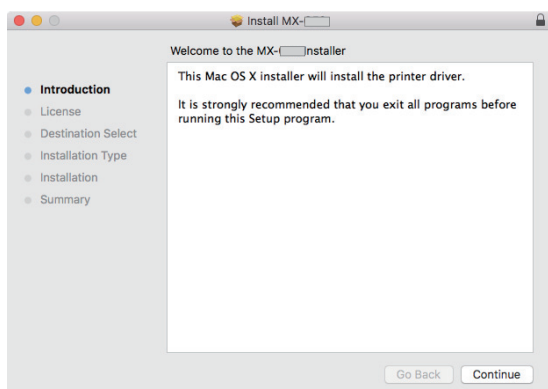 Install MX-
Welcome to the MX- Installer
Introduction
License
Destination Select
Installation Type
Installation
Summary
This Mac OS X installer will install the printer driver.
It is strongly recommended that you exit all programs before
running this Setup program.
Go Back
Continue